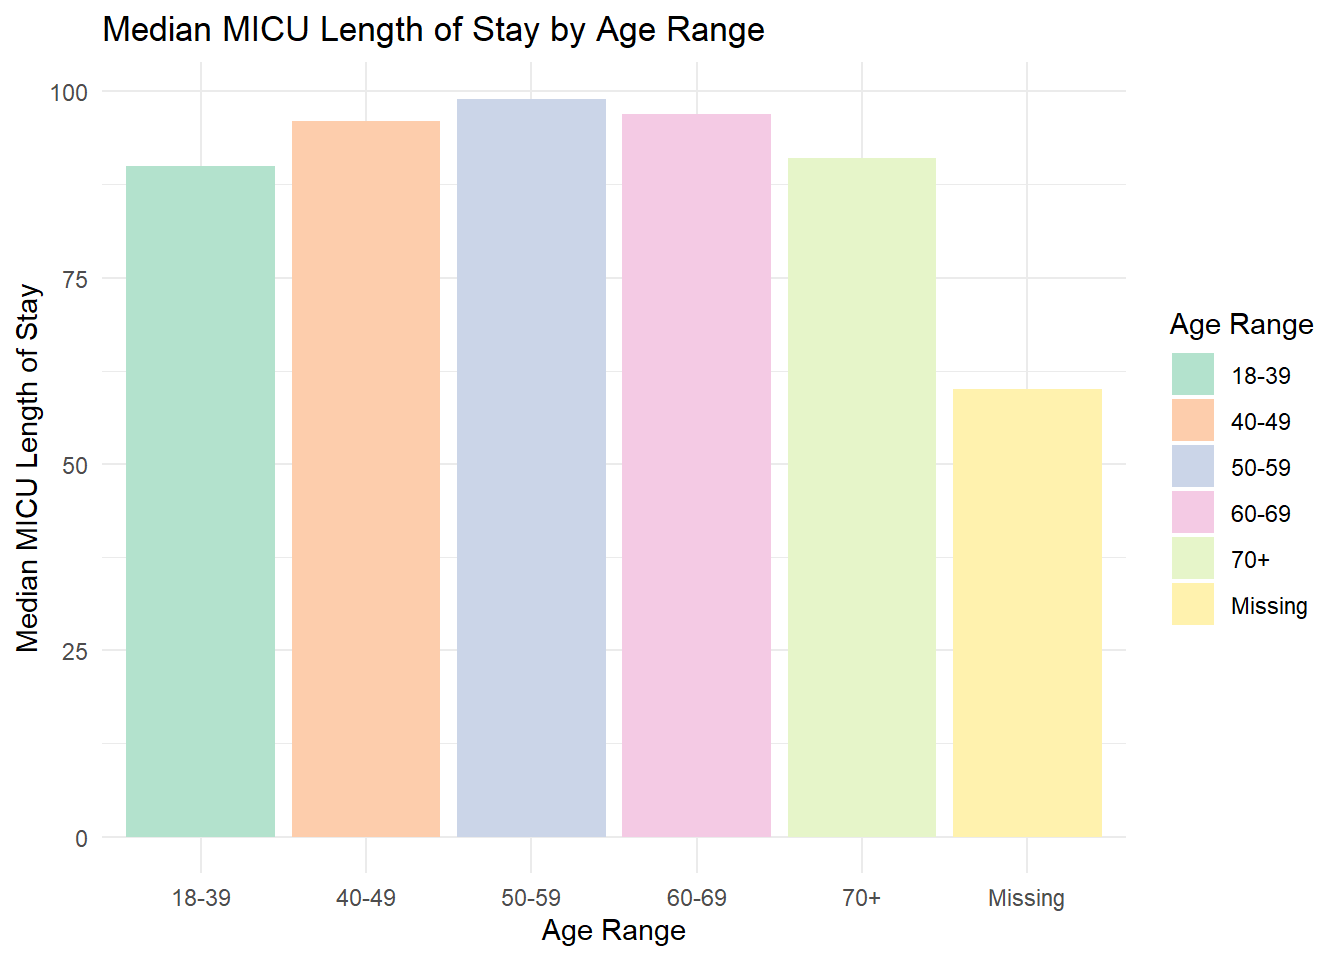 Median MICU Length of Stay by Age Range
Median MICU Length of Stay
100
75
50
25
0
18-39
40-49
50-59
60-69
70+
Missing
Age Range
Age Range
18-39
40-49
50-59
60-69
70+
Missing